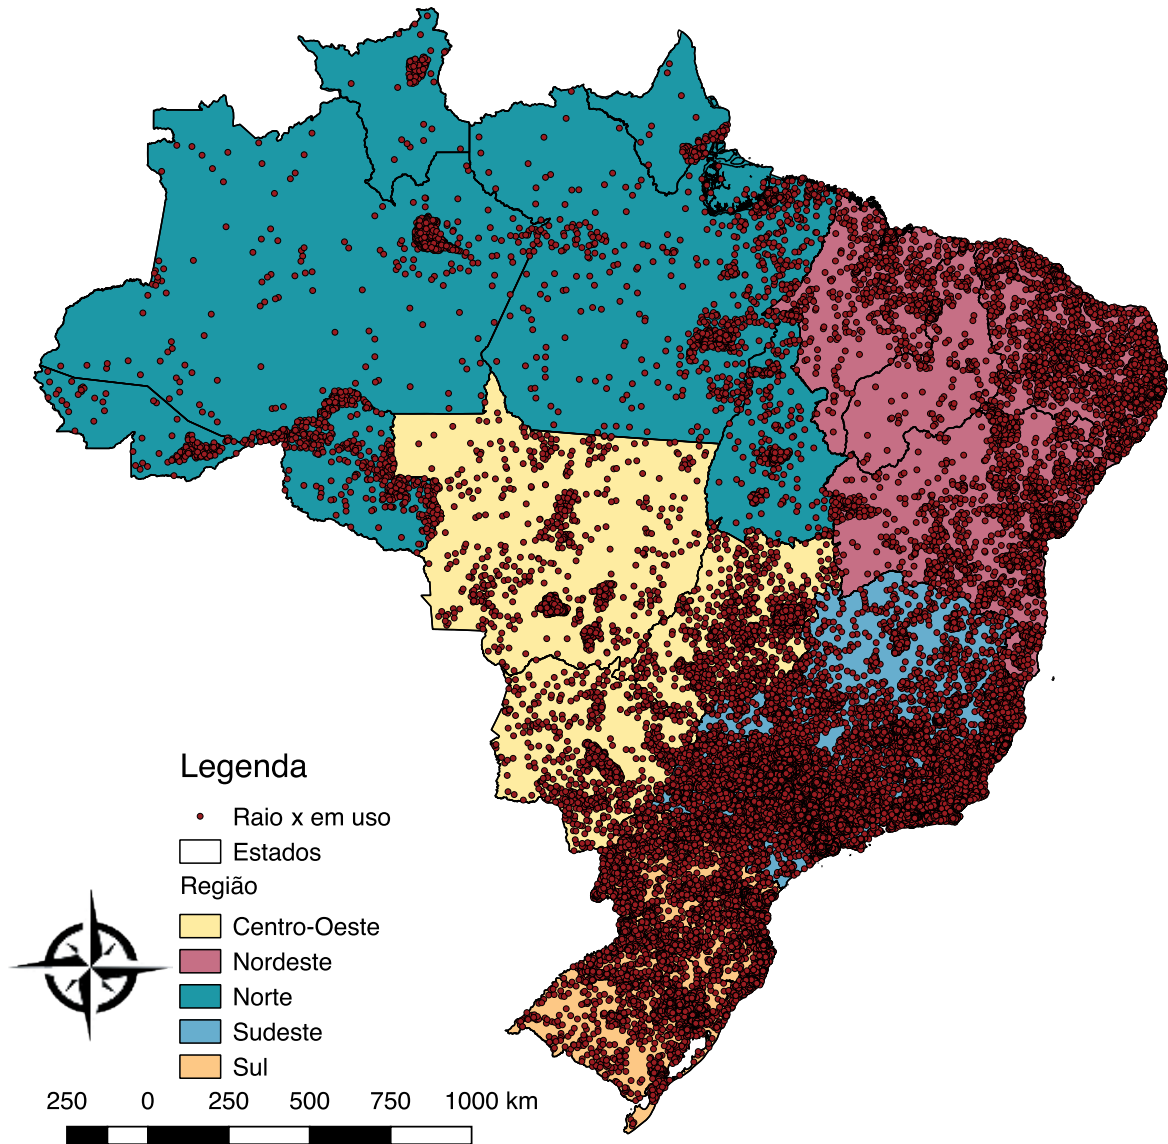 Legenda
Raio x em uso
Estados
Região
Centro-Oeste
Nordeste
Norte
Sudeste
Sul
250 0 250 500 750 1000 km